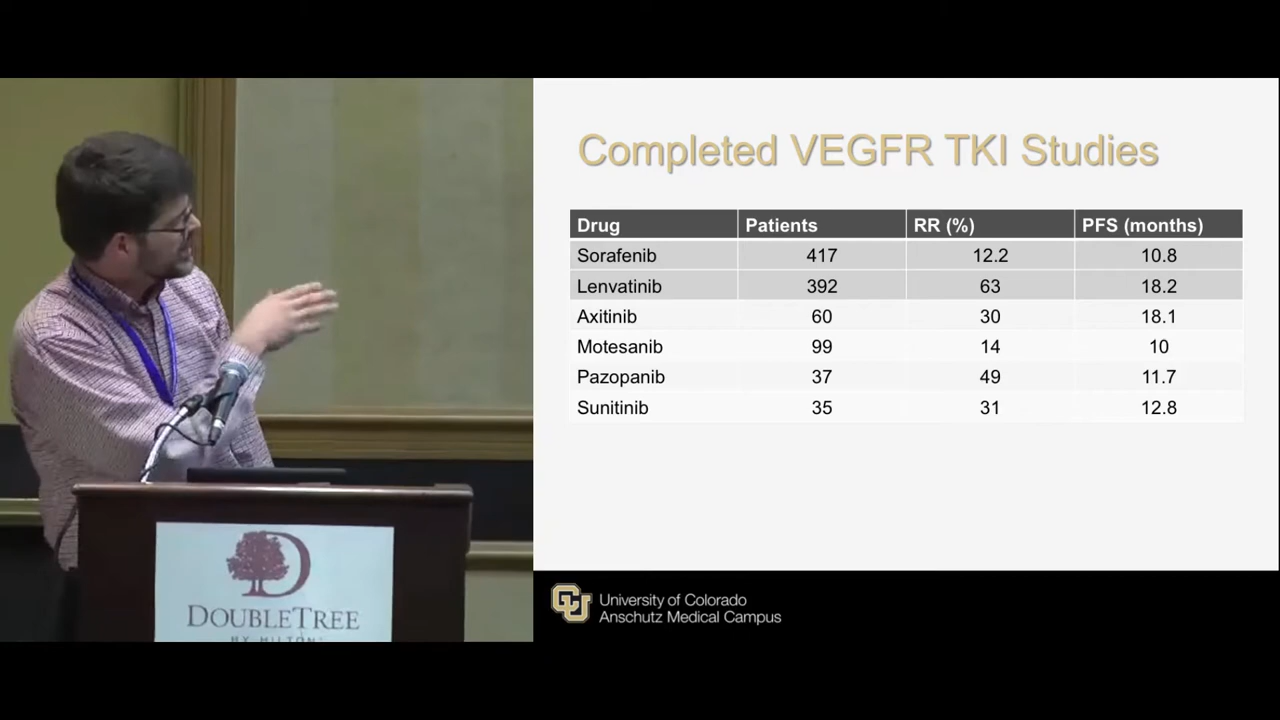 Completed VEGFR TKI Studies
Drug Patients RR (%) PFS (months)
Sorafenib 417 12.2 10.8
Lenvatinib 392 63 18.2
Axitinib 60 30 18.1
Motesanib 99 14 10
Pazopanib 37 49 11.7
Sunitinib 35 31 12.8
University of Colorado
Anschutz Medical Campus
D
DOUBLETREE
BY HILTON